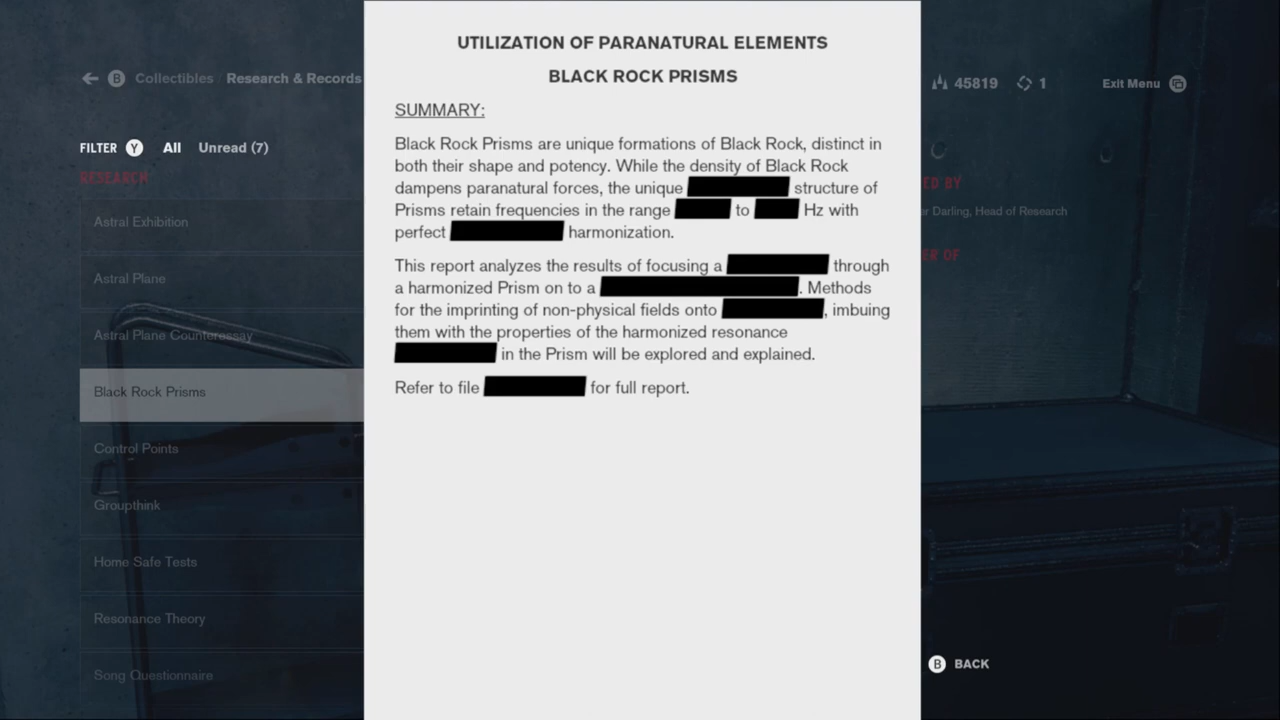 UTILIZATION OF PARANATURAL ELEMENTS
BLACK ROCK PRISMS
B Collectibles / Research & Records
45819
1
Exit Menu
FILTER Y All Unread (7)
RESEARCH
Astral Exhibition
Astral Plane
Astral Plane Counteressay
Black Rock Prisms
Control Points
Groupthink
Home Safe Tests
Resonance Theory
Song Questionnaire
SUMMARY:
Black Rock Prisms are unique formations of Black Rock, distinct in
both their shape and potency. While the density of Black Rock
dampens paranatural forces, the unique structure of
Prisms retain frequencies in the range to Hz with
perfect harmonization.
This report analyzes the results of focusing a through
a harmonized Prism on to a . Methods
for the imprinting of non-physical fields onto , imbuing
them with the properties of the harmonized resonance
in the Prism will be explored and explained.
Refer to file for full report.
ED BY
er Darling, Head of Research
ER OF
B BACK